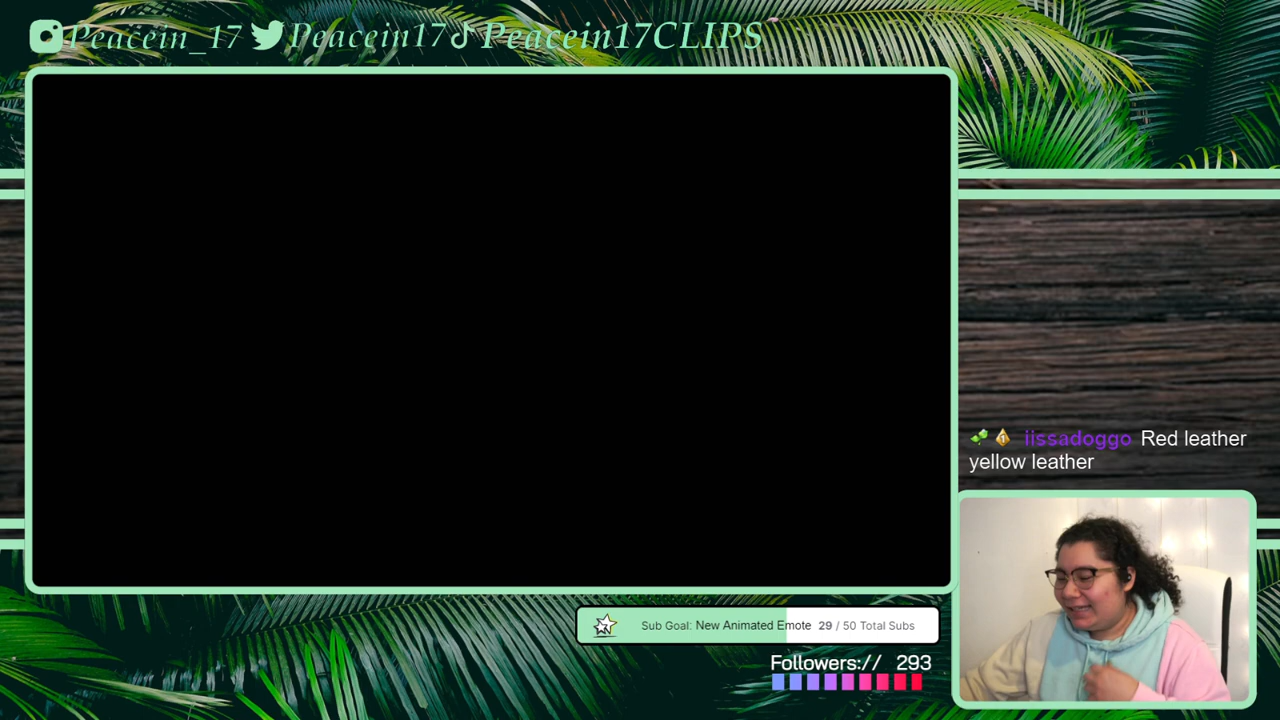 Peacein_17 Peacein17 Peacein17CLIPS
iissadoggo Red leather
yellow leather
Sub Goal: New Animated Emote 29 / 50 Total Subs
Followers:// 293